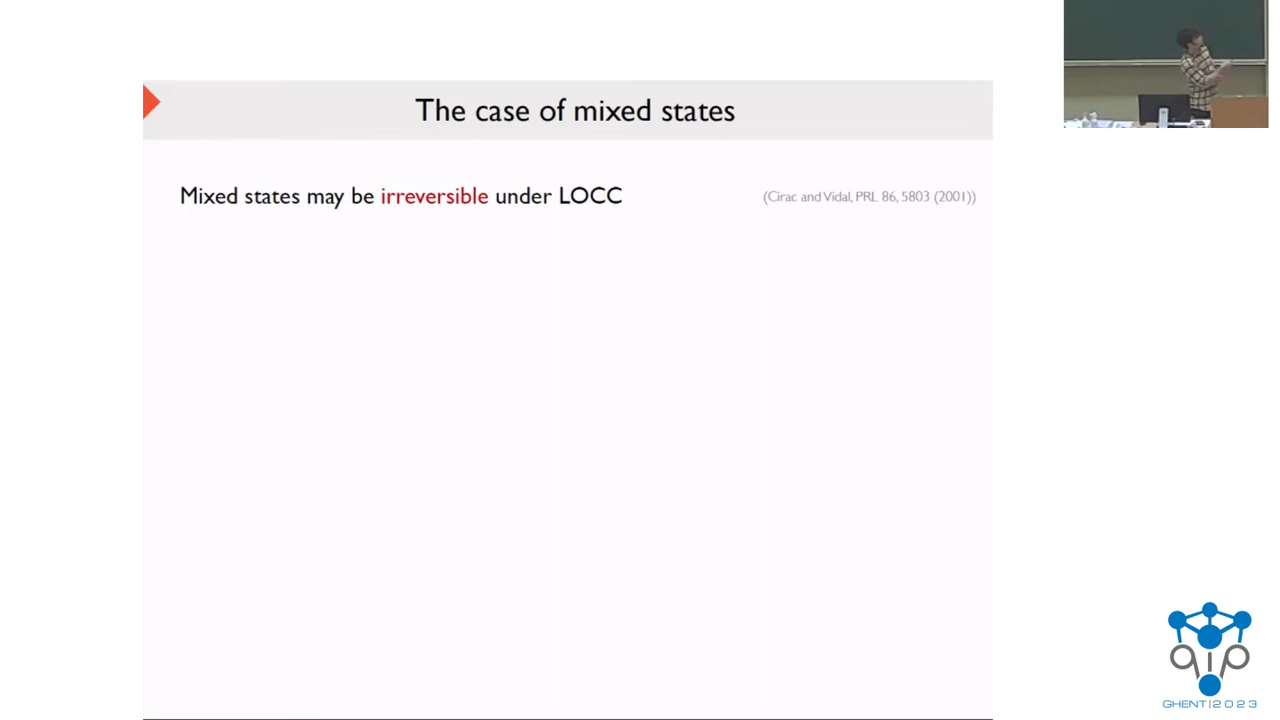 The case of mixed states
Mixed states may be irreversible under LOCC
(Cirac and Vidal, PRL 86, 5803 (2001))
qip
GHENT|2023